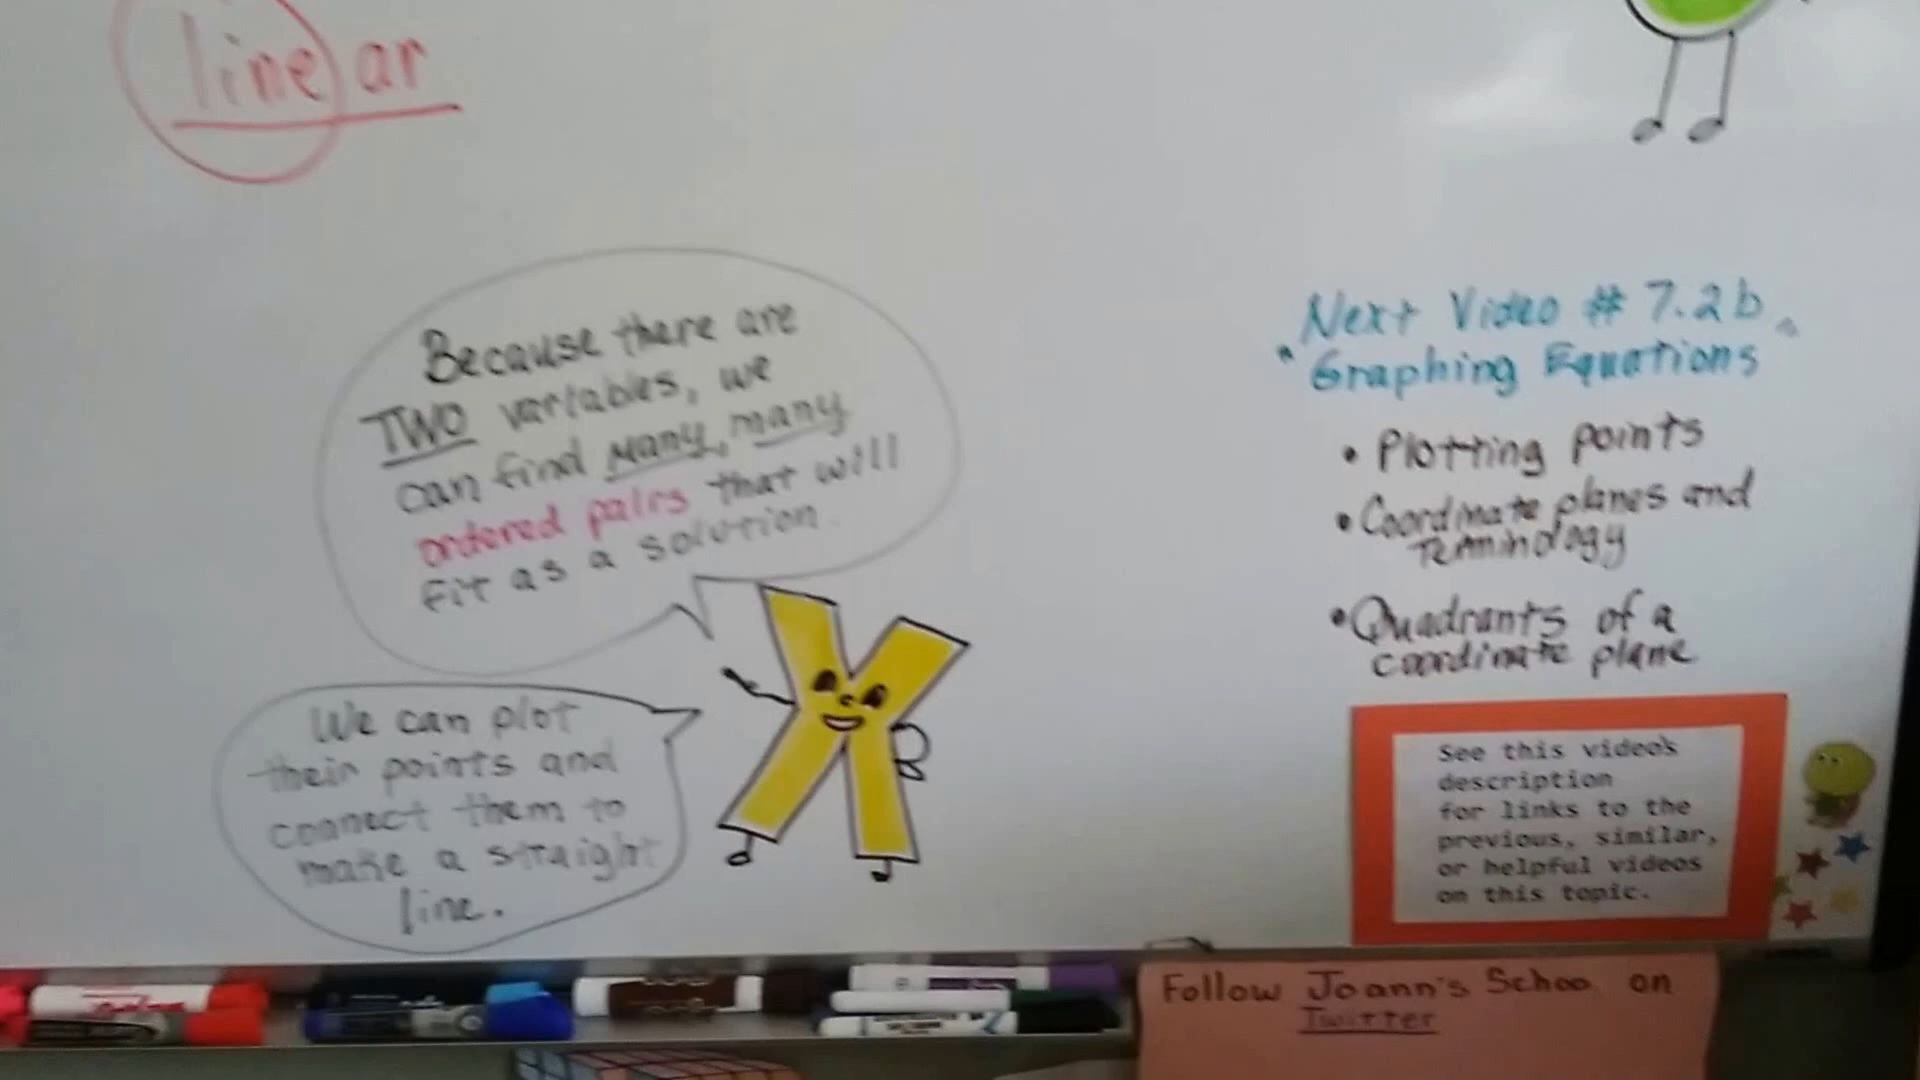 linear
Because there are
TWO variables, we
can find many, many
ordered pairs that will
fit as a solution.
We can plot
their points and
connect them to
make a straight
line.
Next Video # 7.2b
• Graphing Equations
• Plotting points
• Coordinate planes and
Terminology
• Quadrants of a
coordinate plane
See this video's
description
for links to the
previous, similar,
or helpful videos
on this topic.
Follow Joann's Schoo on
Twitter